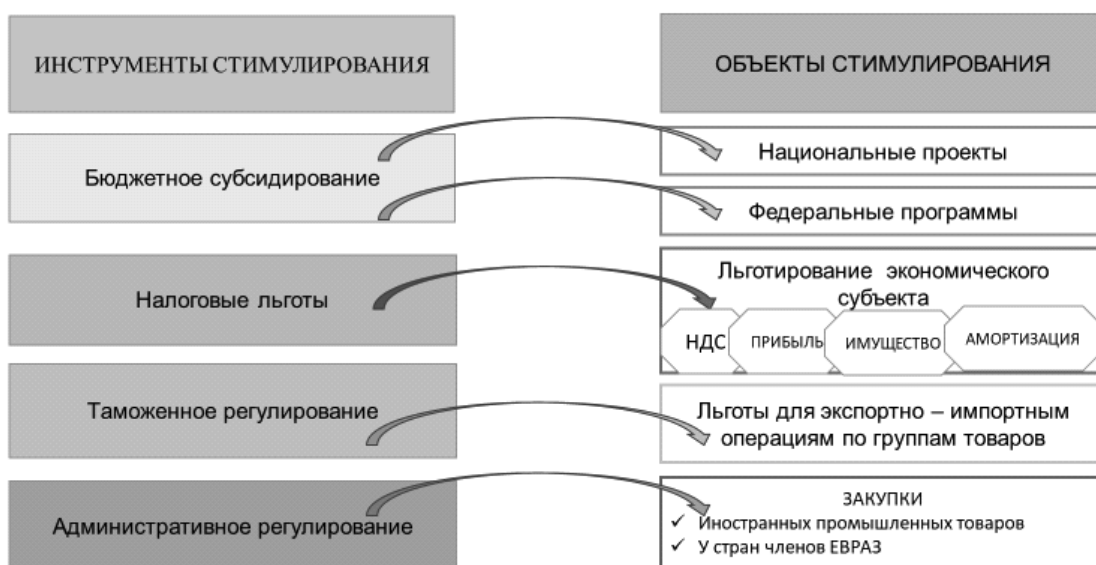 ИНСТРУМЕНТЫ СТИМУЛИРОВАНИЯ
ОБЪЕКТЫ СТИМУЛИРОВАНИЯ
Бюджетное субсидирование
Национальные проекты
Федеральные программы
Налоговые льготы
Льготирование экономического
субъекта
НДС
ПРИБЫЛЬ
ИМУЩЕСТВО
АМОРТИЗАЦИЯ
Таможенное регулирование
Льготы для экспортно – импортным
операциям по группам товаров
Административное регулирование
ЗАКУПКИ
✓ Иностранных промышленных товаров
✓ У стран членов ЕВРАЗ